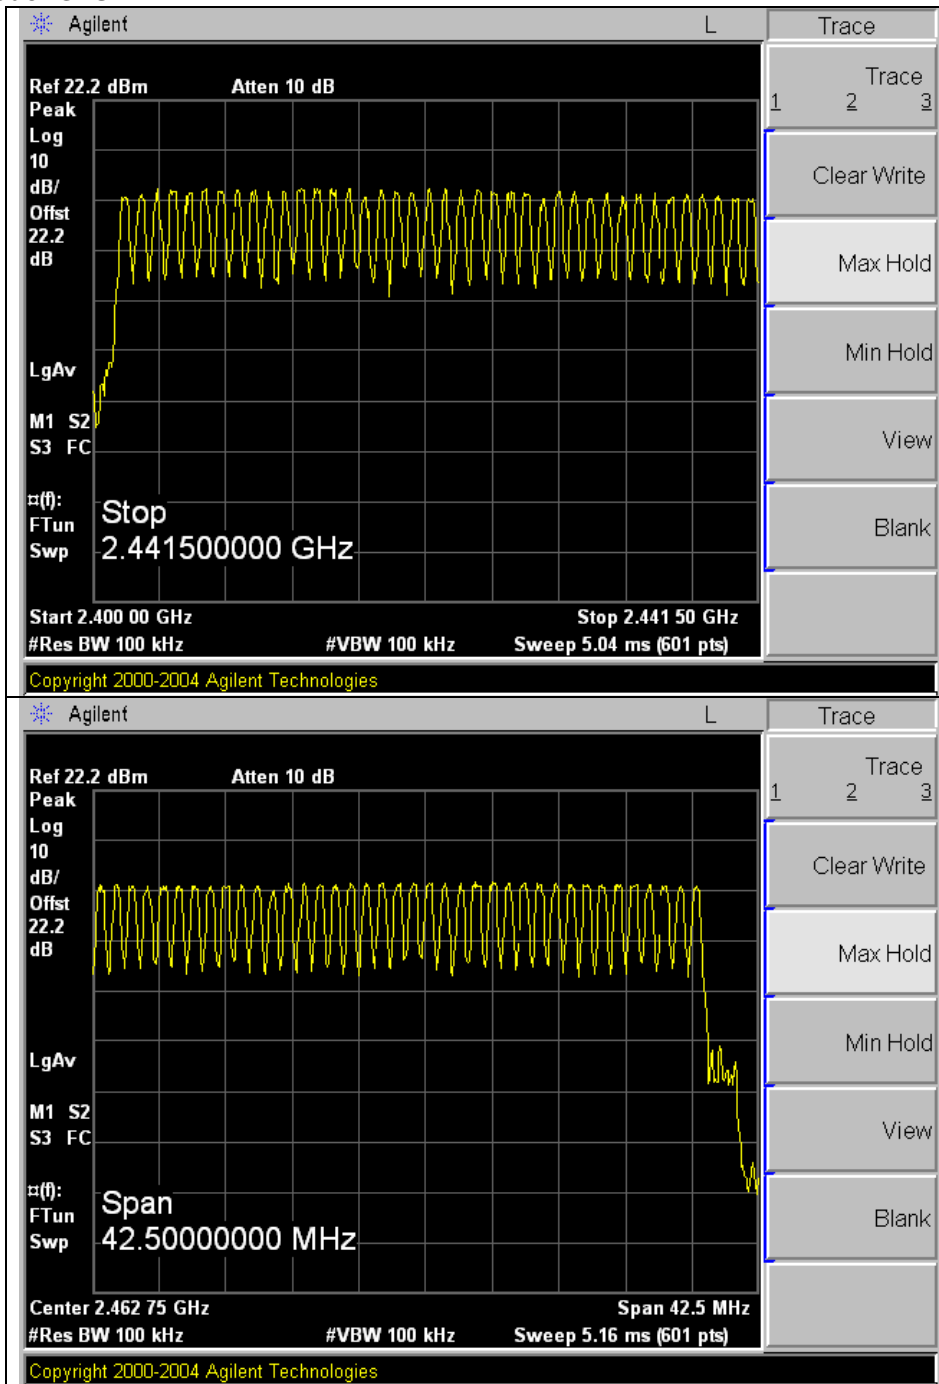 Agilent L Trace
Ref 22.2 dBm Atten 10 dB
Peak
Log
10
dB/
Offst
22.2
dB
LgAv
M1 S2
S3 FC
¤(f):
FTun
Swp
Stop
2.441500000 GHz
Start 2.400 00 GHz Stop 2.441 50 GHz
#Res BW 100 kHz #VBW 100 kHz Sweep 5.04 ms (601 pts)
Copyright 2000-2004 Agilent Technologies
Trace
1 2 3
Clear Write
Max Hold
Min Hold
View
Blank
Agilent L Trace
Ref 22.2 dBm Atten 10 dB
Peak
Log
10
dB/
Offst
22.2
dB
LgAv
M1 S2
S3 FC
¤(f):
FTun
Swp
Span
42.50000000 MHz
Center 2.462 75 GHz Span 42.5 MHz
#Res BW 100 kHz #VBW 100 kHz Sweep 5.16 ms (601 pts)
Copyright 2000-2004 Agilent Technologies
Trace
1 2 3
Clear Write
Max Hold
Min Hold
View
Blank